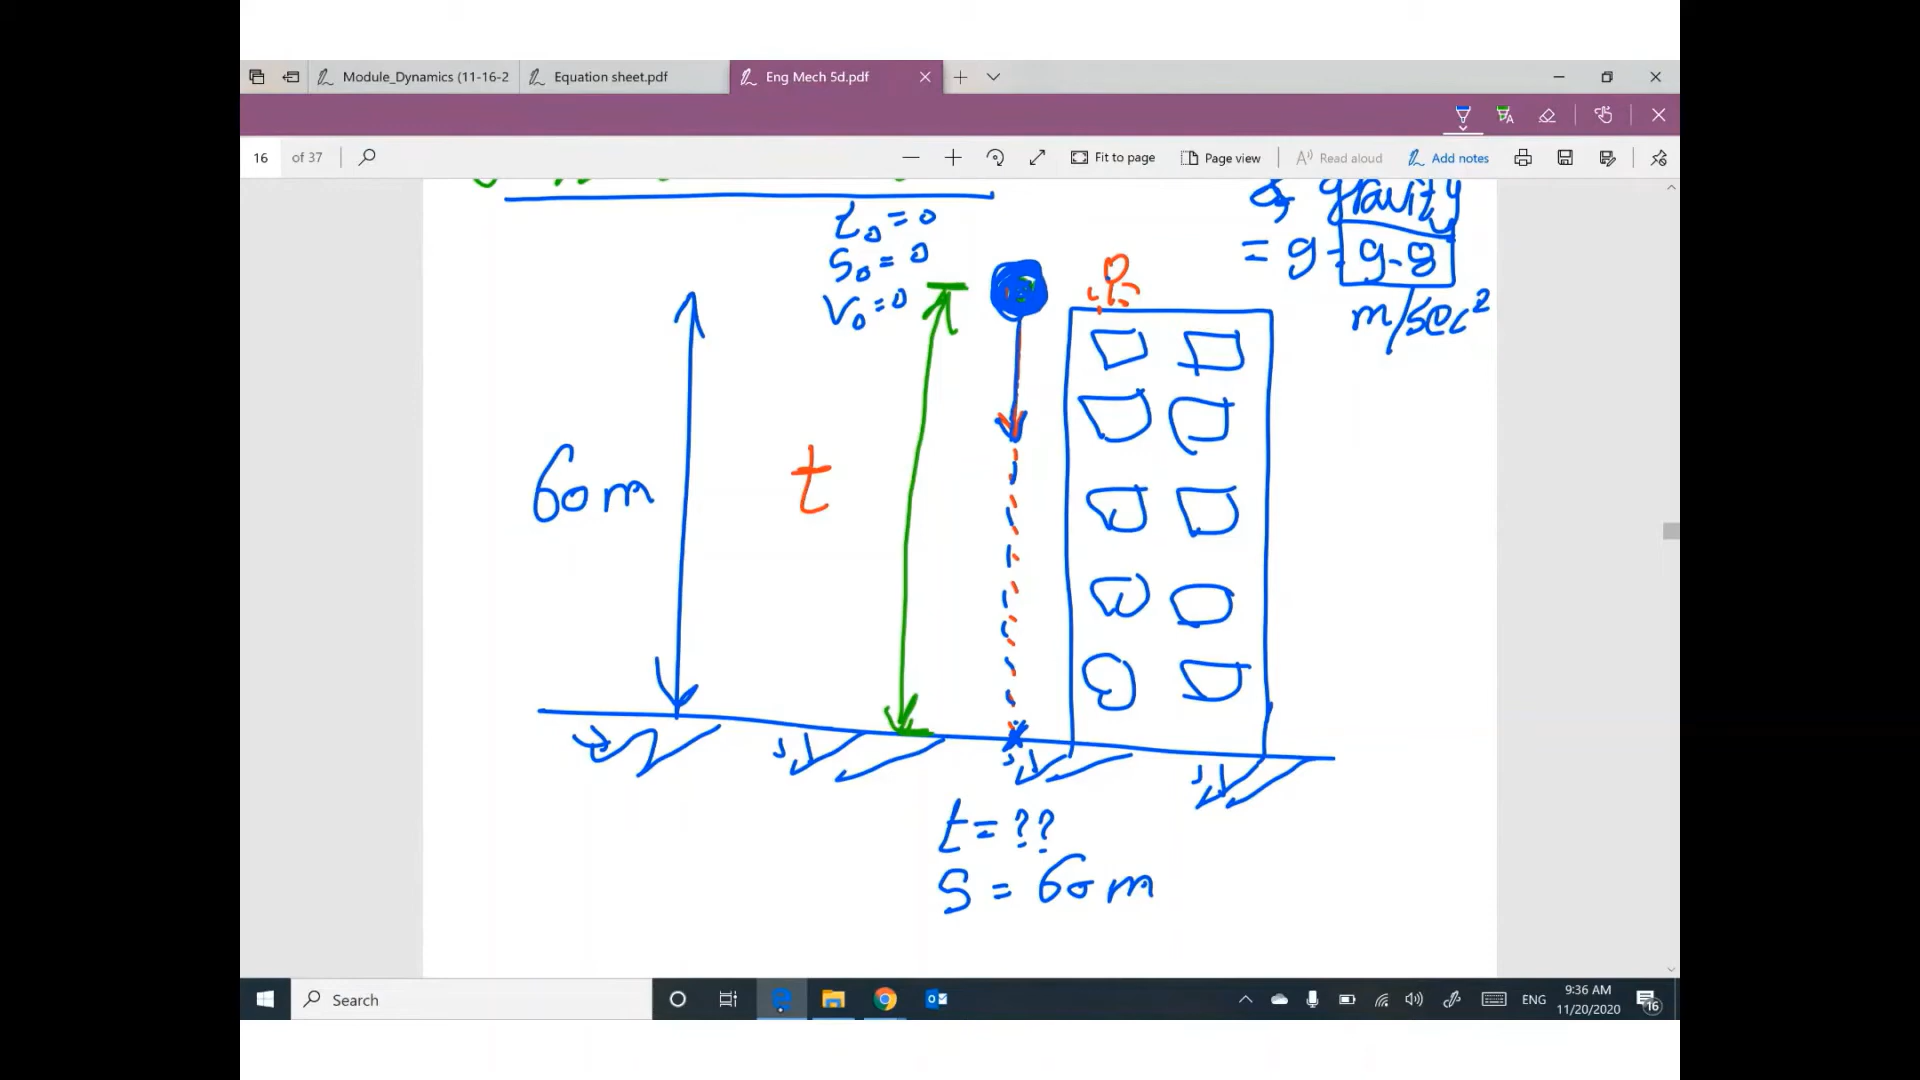 Module_Dynamics (11-16-2
Equation sheet.pdf
Eng Mech 5d.pdf
16 of 37
Fit to page
Page view
Read aloud
Add notes
& gravity
= g = 9.8
m/sec²
t₀ = 0
S₀ = 0
V₀ = 0
60 m
t
t = ??
S = 60 m
Search
ENG
9:36 AM
11/20/2020
16